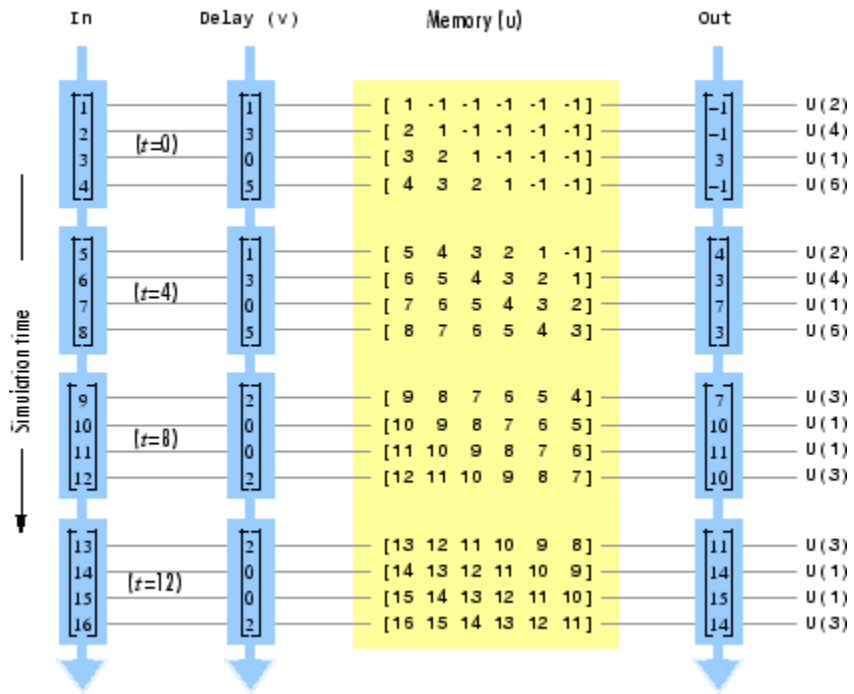 In Delay (v) Memory (u) Out
1 1 [ 1 -1 -1 -1 -1 -1] -1 U(2)
2 3 [ 2 1 -1 -1 -1 -1] -1 U(4)
(t=0)
3 0 [ 3 2 1 -1 -1 -1] 3 U(1)
4 5 [ 4 3 2 1 -1 -1] -1 U(6)
5 1 [ 5 4 3 2 1 -1] 4 U(2)
6 3 [ 6 5 4 3 2 1] 3 U(4)
(t=4)
7 0 [ 7 6 5 4 3 2] 7 U(1)
8 5 [ 8 7 6 5 4 3] 3 U(6)
Simulation time
9 2 [ 9 8 7 6 5 4] 7 U(3)
10 0 [10 9 8 7 6 5] 10 U(1)
(t=8)
11 0 [11 10 9 8 7 6] 11 U(1)
12 2 [12 11 10 9 8 7] 10 U(3)
13 2 [13 12 11 10 9 8] 11 U(3)
14 0 [14 13 12 11 10 9] 14 U(1)
(t=12)
15 0 [15 14 13 12 11 10] 15 U(1)
16 2 [16 15 14 13 12 11] 14 U(3)